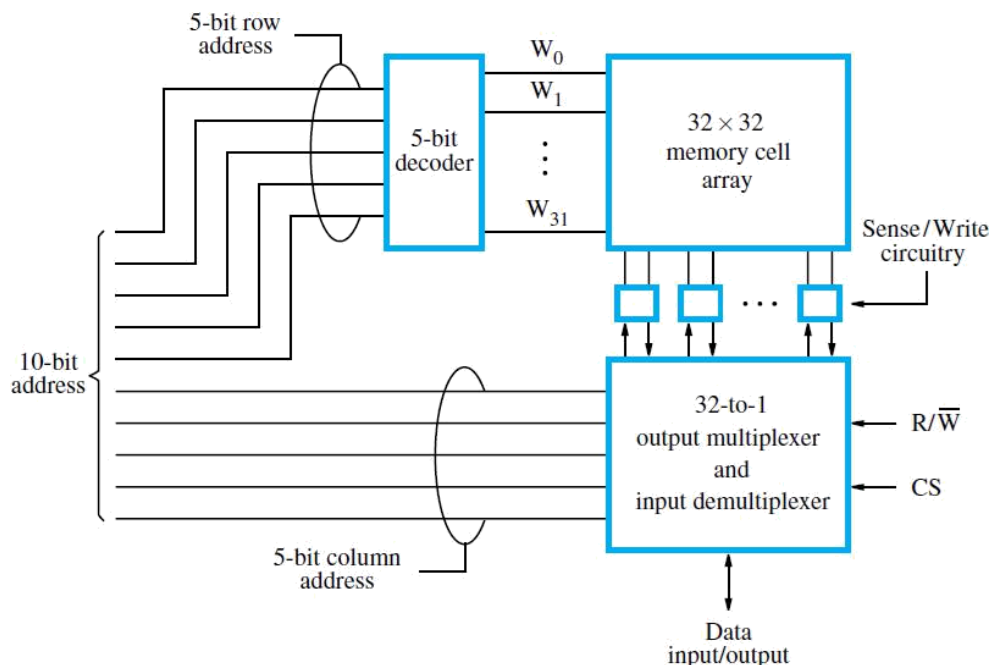 5-bit row
address
W0
W1
W31
5-bit
decoder
32 × 32
memory cell
array
Sense/Write
circuitry
10-bit
address
32-to-1
output multiplexer
and
input demultiplexer
R/W̅
CS
5-bit column
address
Data
input/output